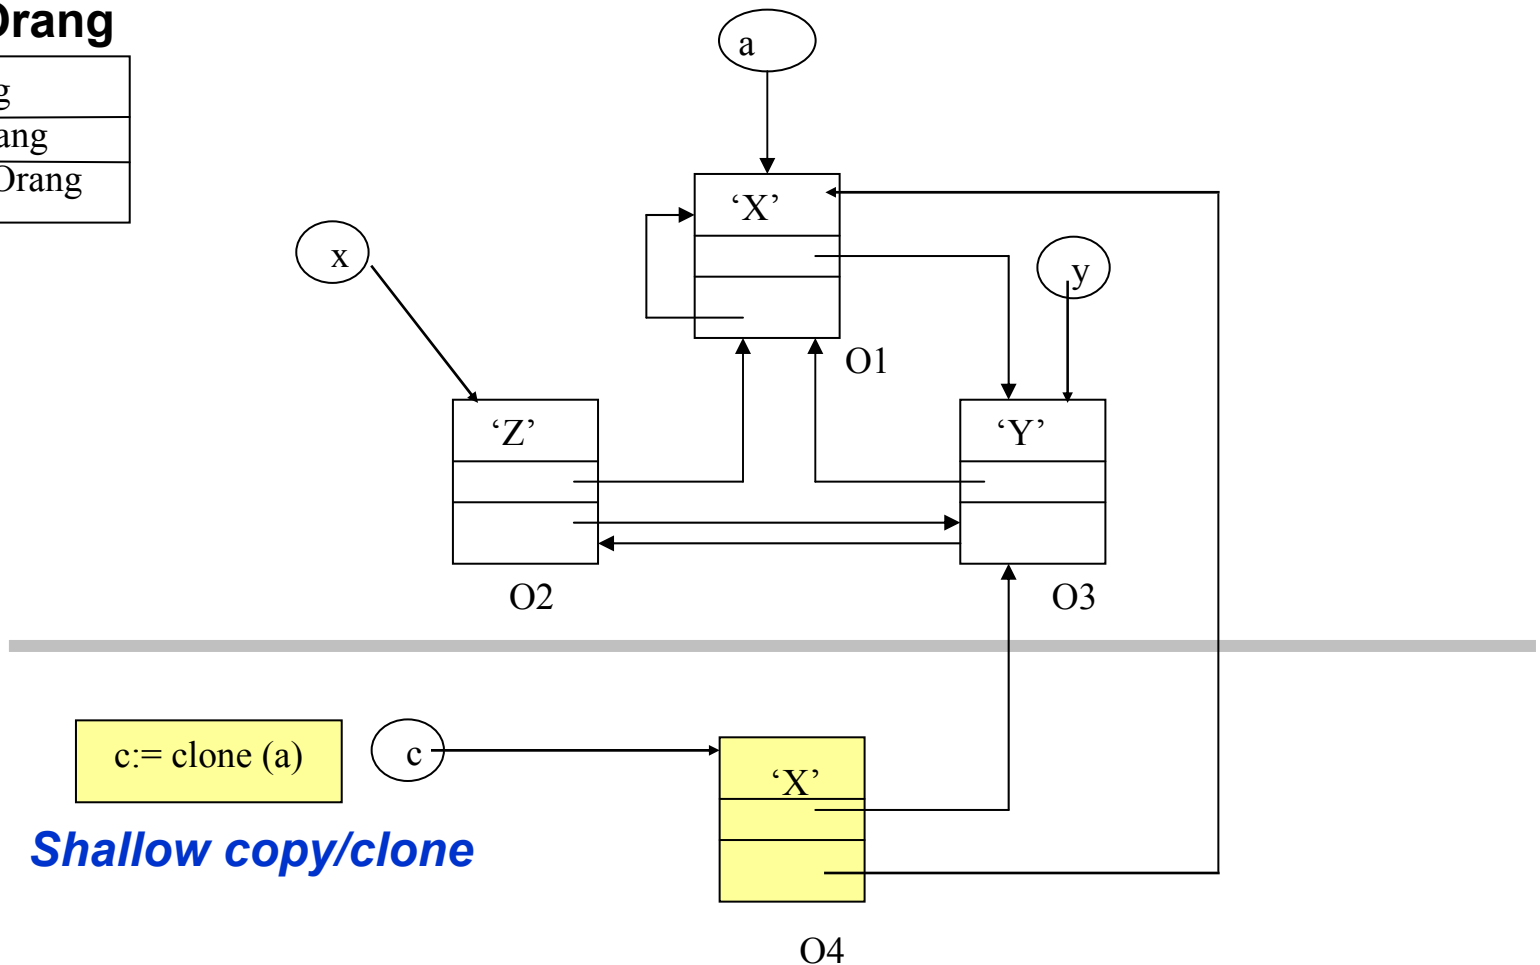 Orang
g
ang
Orang
a
‘X’
x
y
O1
‘Z’
‘Y’
O2
O3
c:= clone (a)
c
‘X’
Shallow copy/clone
O4